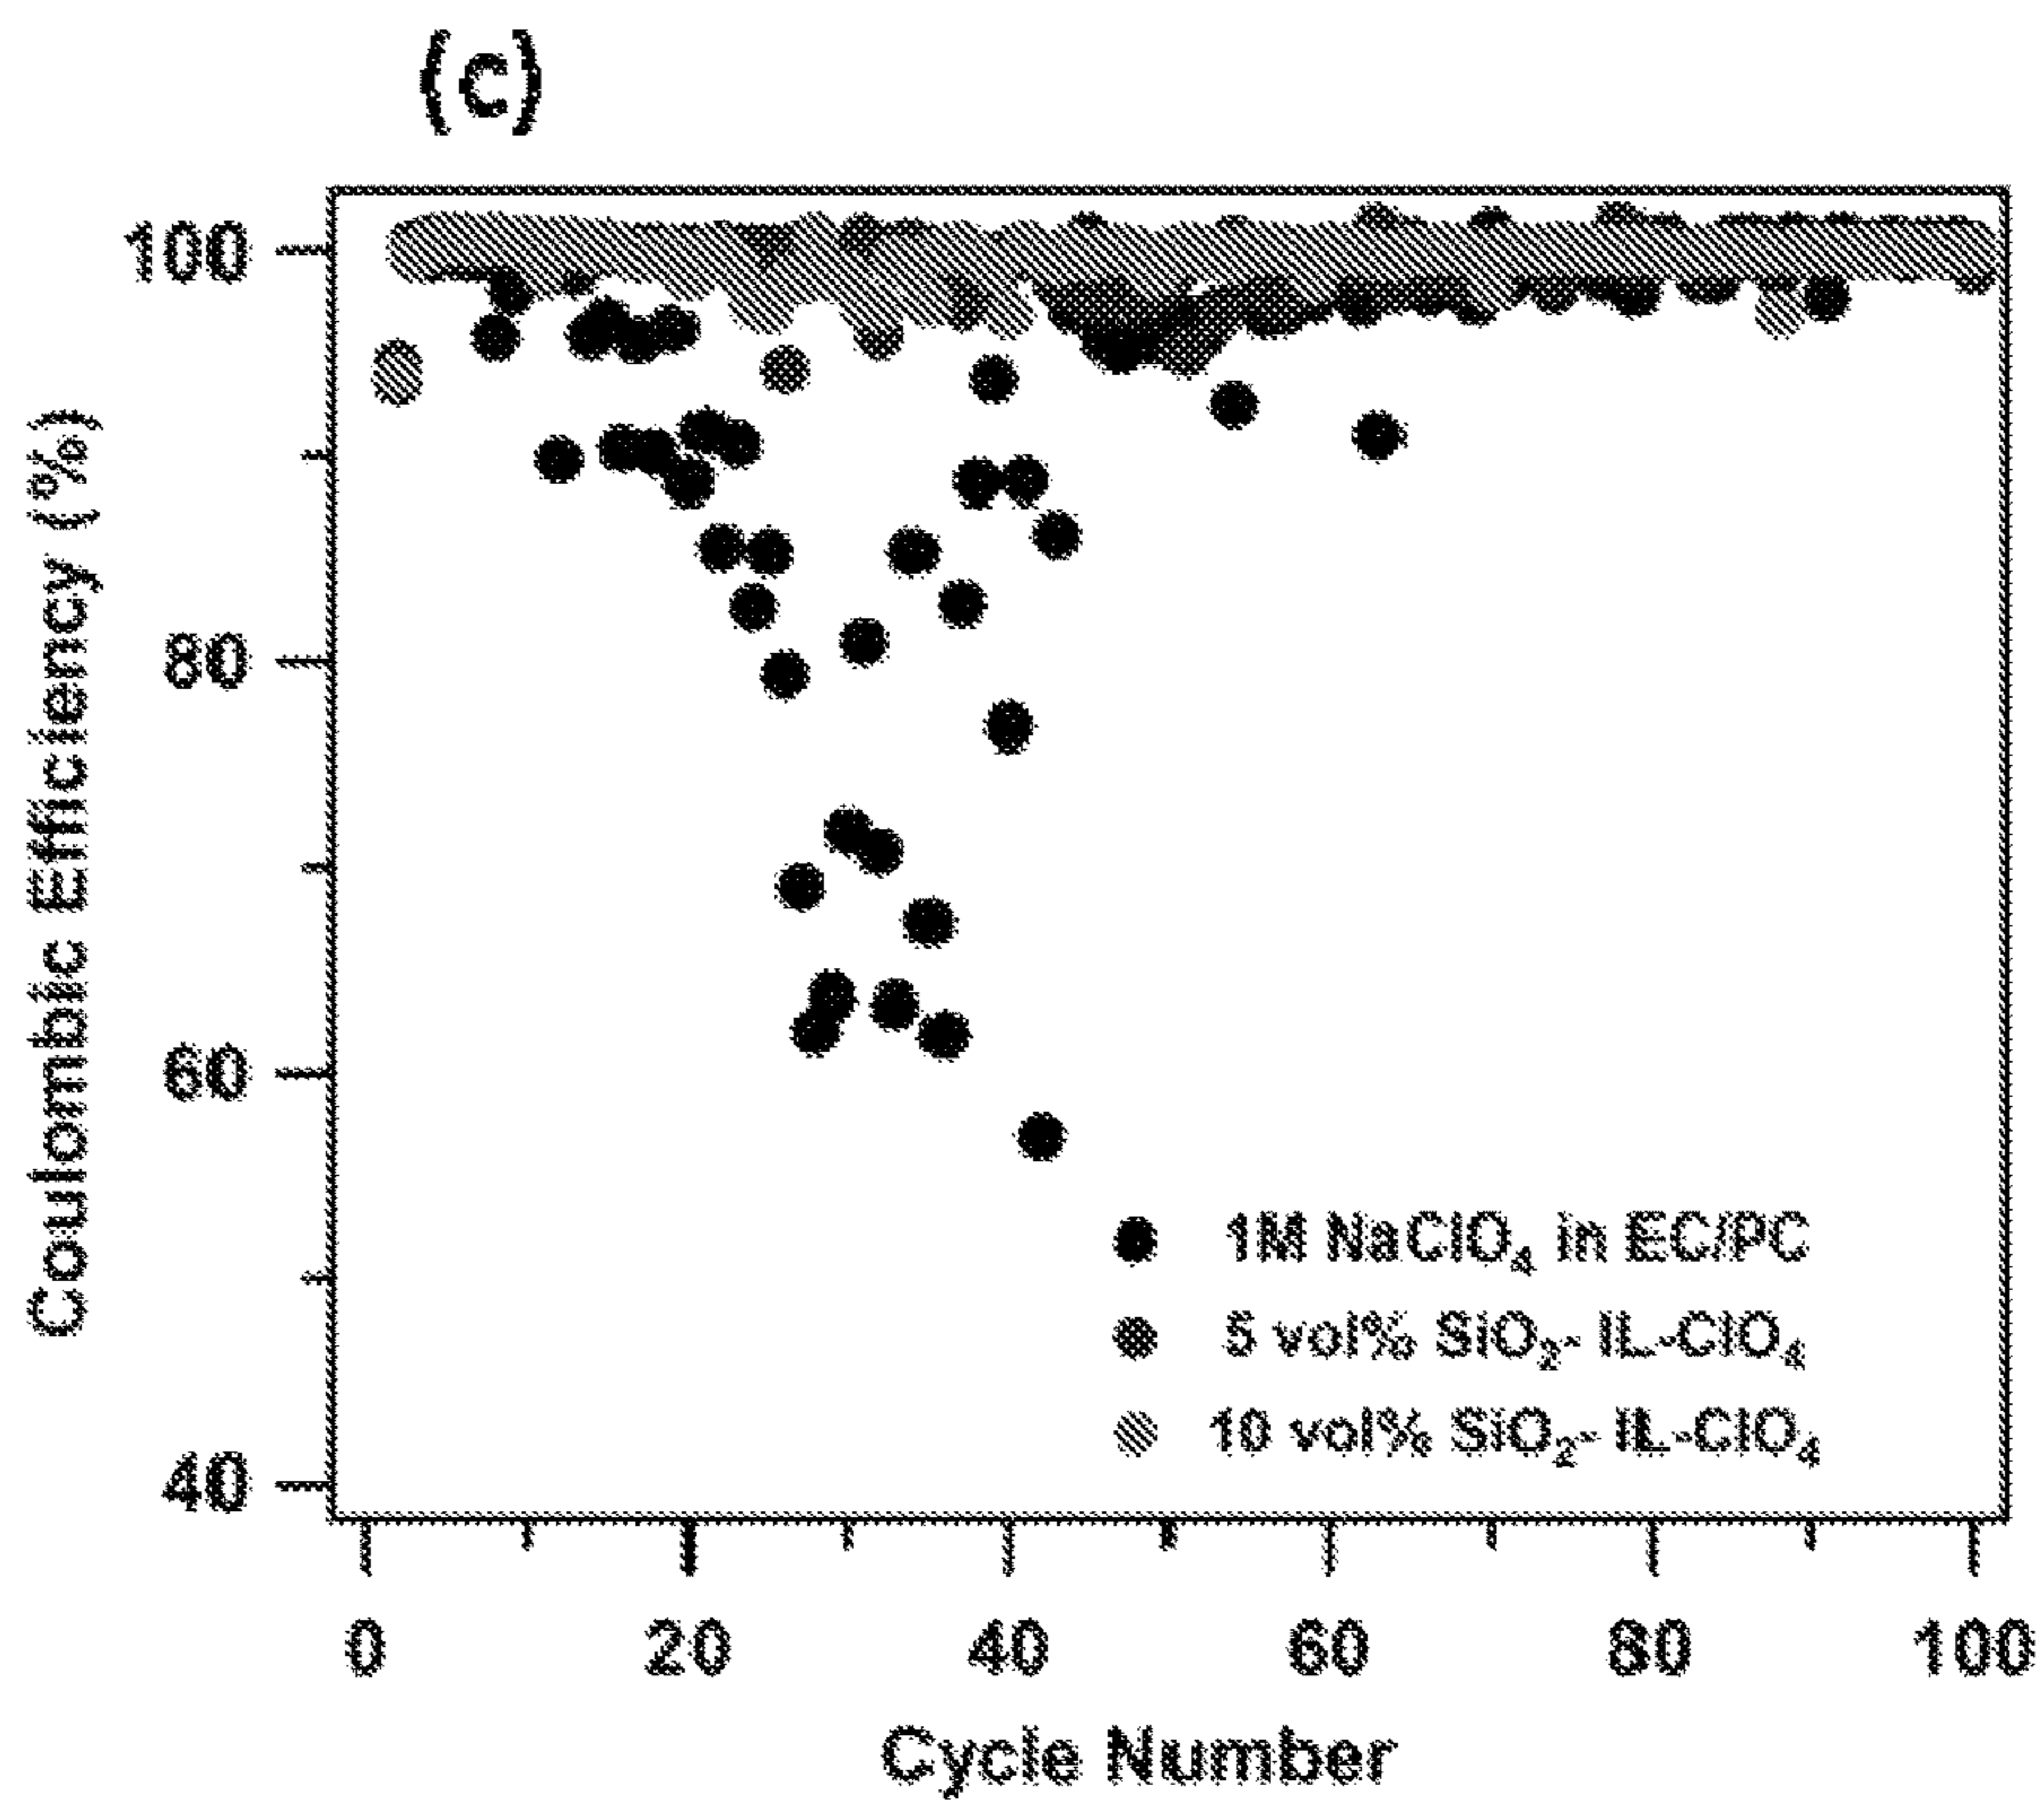 (c)
Coulombic Efficiency (%)
100
80
60
40
1M NaClO₄ in EC/PC
5 vol% SiO₂- IL-ClO₄
10 vol% SiO₂- IL-ClO₄
0 20 40 60 80 100
Cycle Number